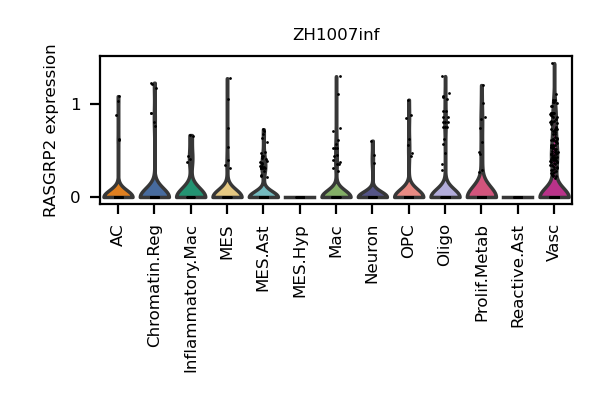 ZH1007inf
RASGRP2 expression
1
0
AC
Chromatin.Reg
Inflammatory.Mac
MES
MES.Ast
MES.Hyp
Mac
Neuron
OPC
Oligo
Prolif.Metab
Reactive.Ast
Vasc